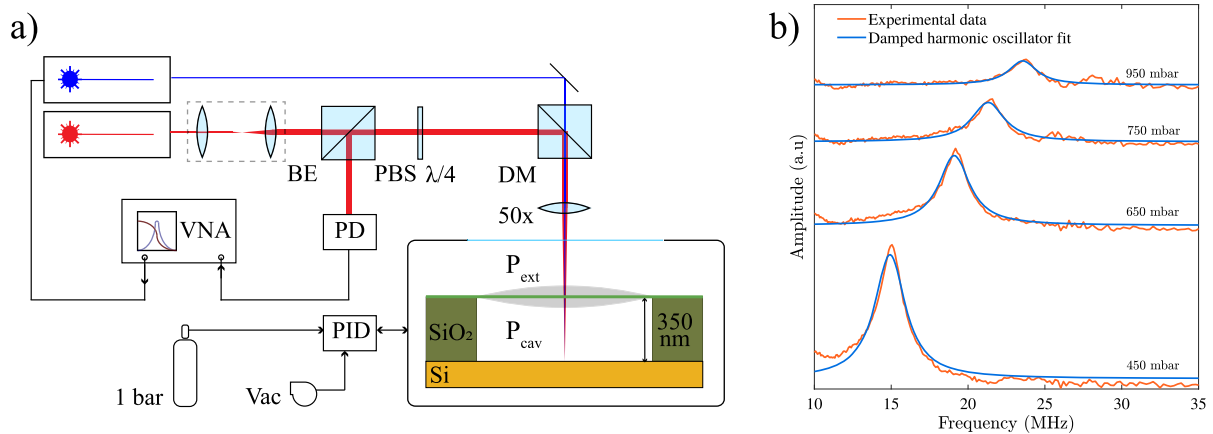 a)
BE
PBS
λ/4
DM
50x
VNA
PD
P_ext
SiO₂
P_cav
350
nm
Si
PID
1 bar
Vac
b)
Experimental data
Damped harmonic oscillator fit
950 mbar
750 mbar
650 mbar
450 mbar
Amplitude (a.u)
10 15 20 25 30 35
Frequency (MHz)